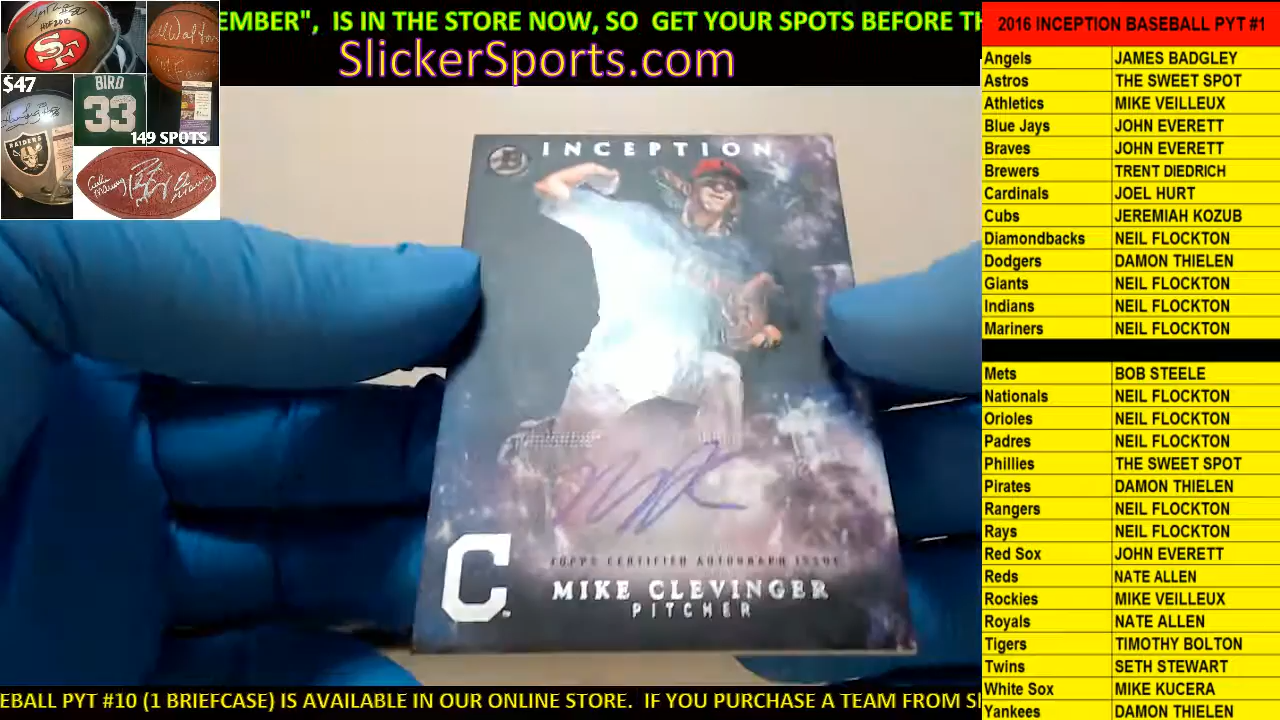 EMBER", IS IN THE STORE NOW, SO GET YOUR SPOTS BEFORE TH
SlickerSports.com
SF
$47
BIRD
33
149 SPOTS
RAIDERS
INCEPTION
TOPPS CERTIFIED AUTOGRAPH ISSUE
C
MIKE CLEVINGER
PITCHER
EBALL PYT #10 (1 BRIEFCASE) IS AVAILABLE IN OUR ONLINE STORE. IF YOU PURCHASE A TEAM FROM S
2016 INCEPTION BASEBALL PYT #1
Angels JAMES BADGLEY
Astros THE SWEET SPOT
Athletics MIKE VEILLEUX
Blue Jays JOHN EVERETT
Braves JOHN EVERETT
Brewers TRENT DIEDRICH
Cardinals JOEL HURT
Cubs JEREMIAH KOZUB
Diamondbacks NEIL FLOCKTON
Dodgers DAMON THIELEN
Giants NEIL FLOCKTON
Indians NEIL FLOCKTON
Mariners NEIL FLOCKTON
Mets BOB STEELE
Nationals NEIL FLOCKTON
Orioles NEIL FLOCKTON
Padres NEIL FLOCKTON
Phillies THE SWEET SPOT
Pirates DAMON THIELEN
Rangers NEIL FLOCKTON
Rays NEIL FLOCKTON
Red Sox JOHN EVERETT
Reds NATE ALLEN
Rockies MIKE VEILLEUX
Royals NATE ALLEN
Tigers TIMOTHY BOLTON
Twins SETH STEWART
White Sox MIKE KUCERA
Yankees DAMON THIELEN